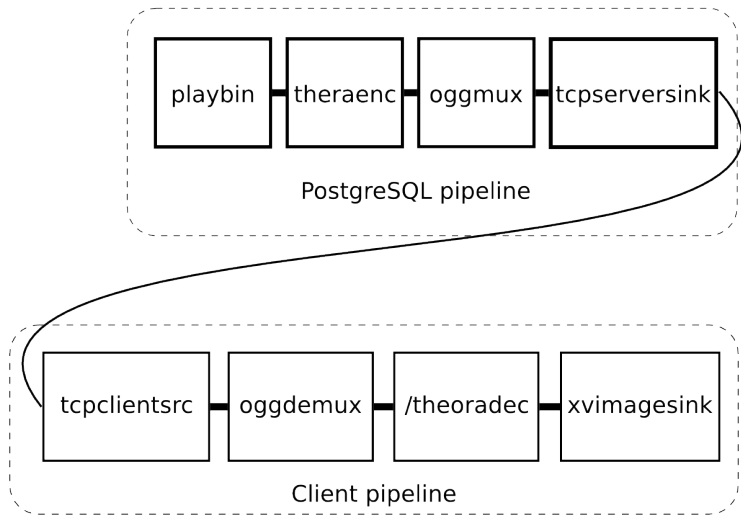 playbin theraenc oggmux tcpserversink
PostgreSQL pipeline
tcpclientsrc oggdemux /theoradec xvimagesink
Client pipeline